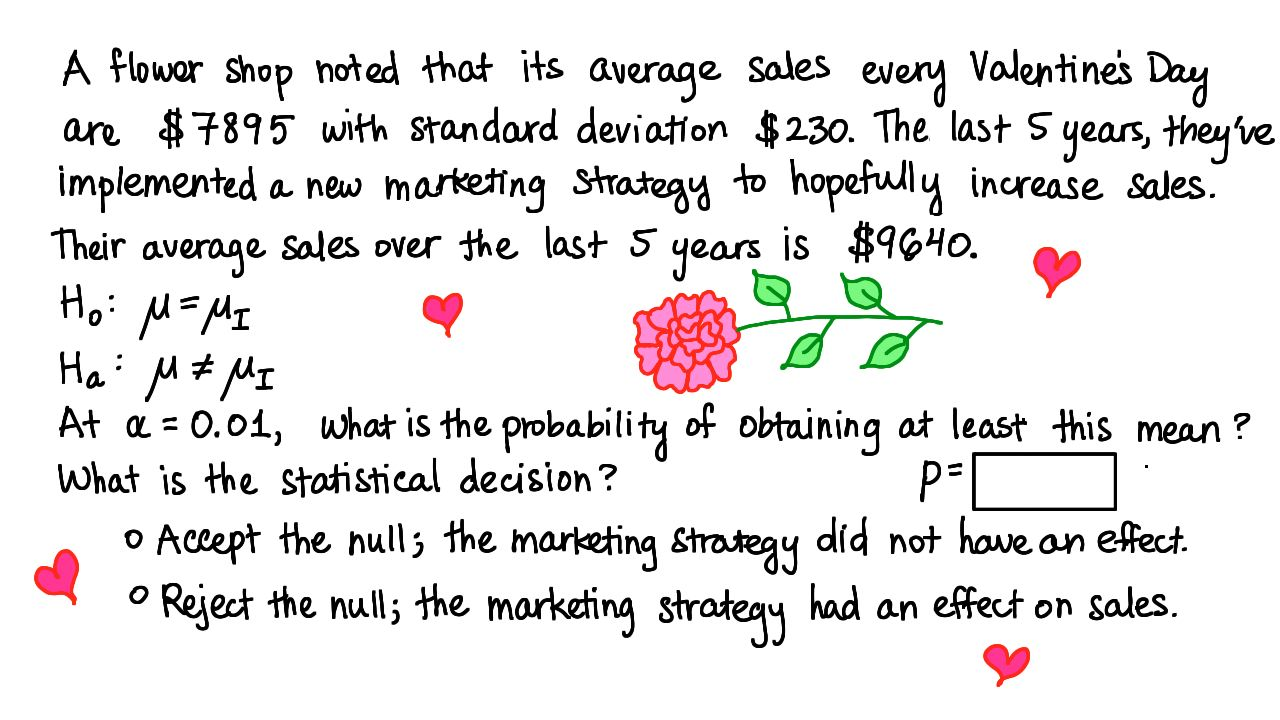 A flower shop noted that its average sales every Valentine's Day
are $7895 with standard deviation $230. The last 5 years, they've
implemented a new marketing strategy to hopefully increase sales.
Their average sales over the last 5 years is $9640.
H₀: μ = μ_I
Hₐ: μ ≠ μ_I
At α = 0.01, what is the probability of obtaining at least this mean?
What is the statistical decision? p =
○ Accept the null; the marketing strategy did not have an effect.
○ Reject the null; the marketing strategy had an effect on sales.